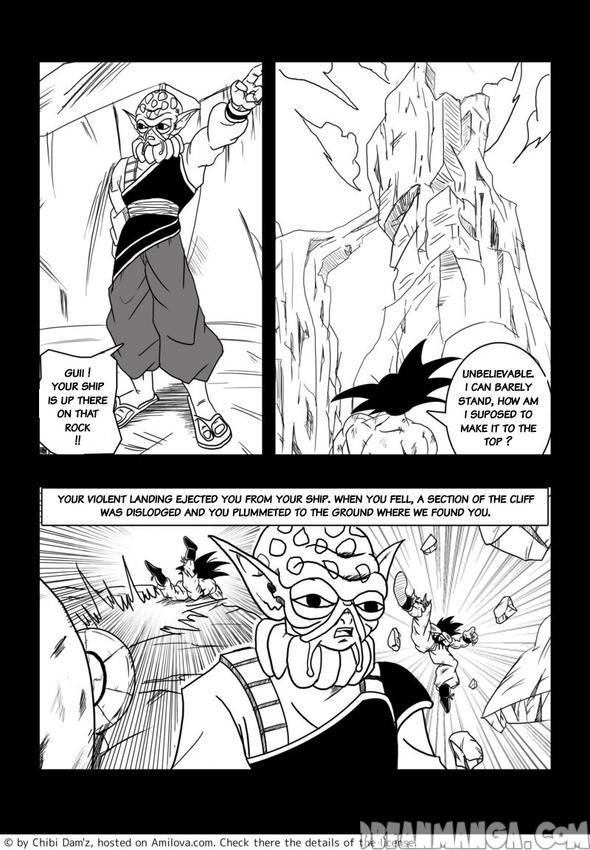 GUII !
YOUR SHIP
IS UP THERE
ON THAT
ROCK
!!
UNBELIEVABLE.
I CAN BARELY
STAND, HOW AM
I SUPOSED TO
MAKE IT TO THE
TOP ?
YOUR VIOLENT LANDING EJECTED YOU FROM YOUR SHIP. WHEN YOU FELL, A SECTION OF THE CLIFF
WAS DISLODGED AND YOU PLUMMETED TO THE GROUND WHERE WE FOUND YOU.
DREANMANGA.COM
© by Chibi Dam'z, hosted on Amilova.com. Check there the details of the license.